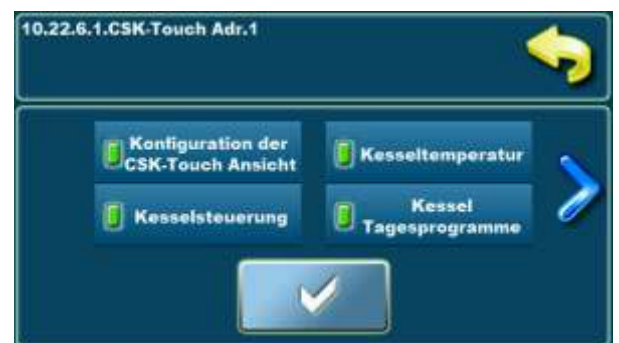 10.22.6.1.CSK-Touch Adr.1
Konfiguration der
CSK-Touch Ansicht
Kesseltemperatur
Kesselsteuerung
Kessel
Tagesprogramme